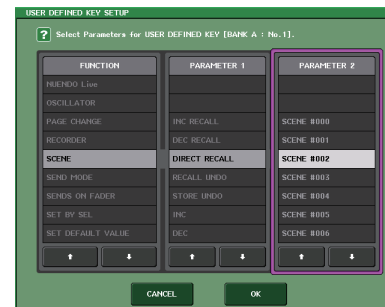 USER DEFINED KEY SETUP
? Select Parameters for USER DEFINED KEY [BANK A : No.1].
FUNCTION
NUENDO Live
OSCILLATOR
PAGE CHANGE
RECORDER
SCENE
SEND MODE
SENDS ON FADER
SET BY SEL
SET DEFAULT VALUE
PARAMETER 1
INC RECALL
DEC RECALL
DIRECT RECALL
RECALL UNDO
STORE UNDO
INC
DEC
PARAMETER 2
SCENE #000
SCENE #001
SCENE #002
SCENE #003
SCENE #004
SCENE #005
SCENE #006
CANCEL
OK